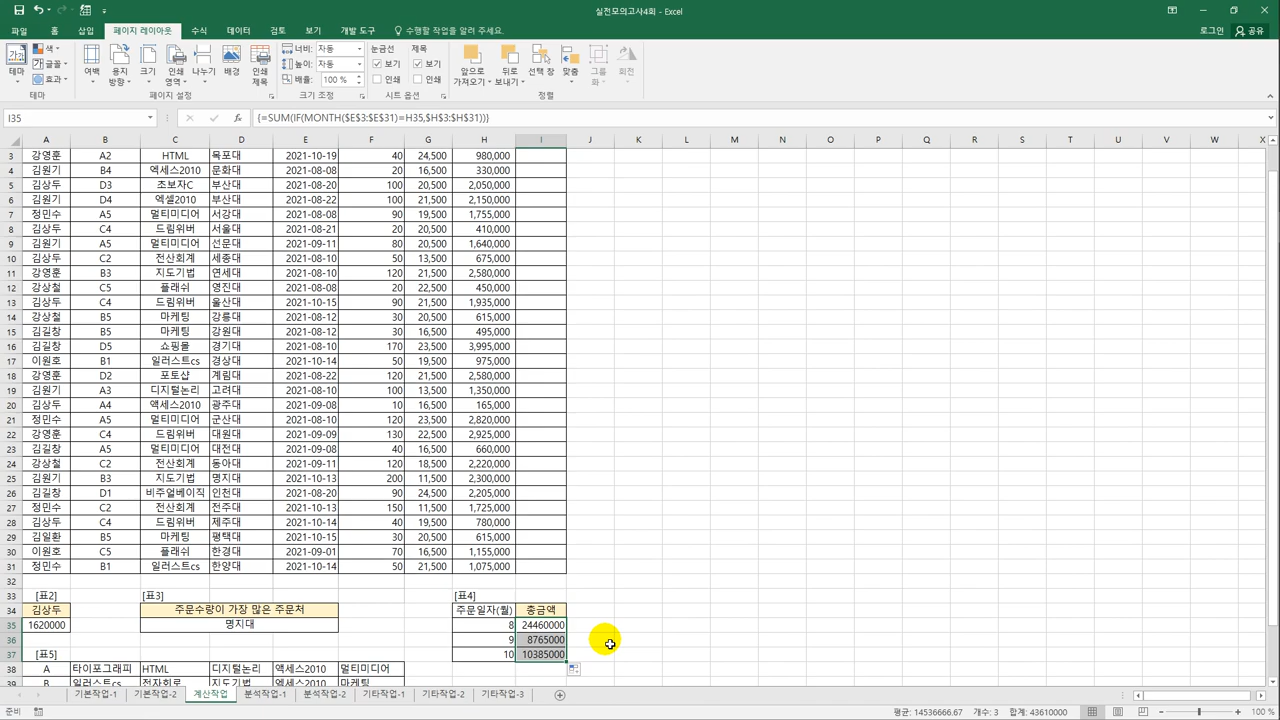 실전모의고사4회 - Excel
파일 홈 삽입 페이지 레이아웃 수식 데이터 검토 보기 개발 도구 수행할 작업을 알려 주세요. 로그인 공유
테마 색 글꼴 효과 여백 용지 방향 크기 인쇄 영역 나누기 배경 인쇄 제목 너비: 자동 높이: 자동 배율: 100 % 눈금선 보기 인쇄 제목 보기 인쇄 앞으로 가져오기 뒤로 보내기 선택 창 맞춤 그룹화 회전
테마 페이지 설정 크기 조정 시트 옵션 정렬
I35 {=SUM(IF(MONTH($E$3:$E$31)=H35,$H$3:$H$31))}
A B C D E F G H I J K L M N O P Q R S T U V W X
3 강영훈 A2 HTML 목포대 2021-10-19 40 24,500 980,000
4 김원기 B4 엑세스2010 문화대 2021-08-08 20 16,500 330,000
5 김상두 D3 초보자C 부산대 2021-08-20 100 20,500 2,050,000
6 김원기 D4 엑셀2010 부산대 2021-08-22 100 21,500 2,150,000
7 정민수 A5 멀티미디어 서강대 2021-08-08 90 19,500 1,755,000
8 김상두 C4 드림위버 서울대 2021-08-21 20 20,500 410,000
9 김원기 A5 멀티미디어 선문대 2021-09-11 80 20,500 1,640,000
10 김상두 C2 전산회계 세종대 2021-08-10 50 13,500 675,000
11 강영훈 B3 지도기법 연세대 2021-08-10 120 21,500 2,580,000
12 강상철 C5 플래쉬 영진대 2021-08-08 20 22,500 450,000
13 김상두 C4 드림위버 울산대 2021-10-15 90 21,500 1,935,000
14 강상철 B5 마케팅 강릉대 2021-08-12 30 20,500 615,000
15 김길창 B5 마케팅 강원대 2021-08-12 30 16,500 495,000
16 김길창 D5 쇼핑몰 경기대 2021-08-10 170 23,500 3,995,000
17 이원호 B1 일러스트cs 경상대 2021-10-14 50 19,500 975,000
18 강영훈 D2 포토샵 계림대 2021-08-22 120 21,500 2,580,000
19 김원기 A3 디지털논리 고려대 2021-08-10 100 13,500 1,350,000
20 김상두 A4 액세스2010 광주대 2021-09-08 10 16,500 165,000
21 정민수 A5 멀티미디어 군산대 2021-08-10 120 23,500 2,820,000
22 강영훈 C4 드림위버 대원대 2021-09-09 130 22,500 2,925,000
23 김길창 A5 멀티미디어 대전대 2021-09-08 40 16,500 660,000
24 강상철 C2 전산회계 동아대 2021-09-11 120 18,500 2,220,000
25 김원기 B3 지도기법 명지대 2021-10-13 200 11,500 2,300,000
26 김길창 D1 비주얼베이직 인천대 2021-08-20 90 24,500 2,205,000
27 정민수 C2 전산회계 전주대 2021-10-13 150 11,500 1,725,000
28 김상두 C4 드림위버 제주대 2021-10-14 40 19,500 780,000
29 김일환 B5 마케팅 평택대 2021-10-15 30 20,500 615,000
30 이원호 C5 플래쉬 한경대 2021-09-01 70 16,500 1,155,000
31 정민수 B1 일러스트cs 한양대 2021-10-14 50 21,500 1,075,000
32
33 [표2] [표3] [표4]
34 김상두 주문수량이 가장 많은 주문처 주문일자(월) 총금액
35 1620000 명지대 8 24460000
36 9 8765000
37 [표5] 10 10385000
38 A 타이포그래피 HTML 디지털논리 액세스2010 멀티미디어
39 B 일러스트cs 전자회로 지도기법 엑세스2010 마케팅
기본작업-1 기본작업-2 계산작업 분석작업-1 분석작업-2 기타작업-1 기타작업-2 기타작업-3
평균: 14536666.67 개수: 3 합계: 43610000 100 %